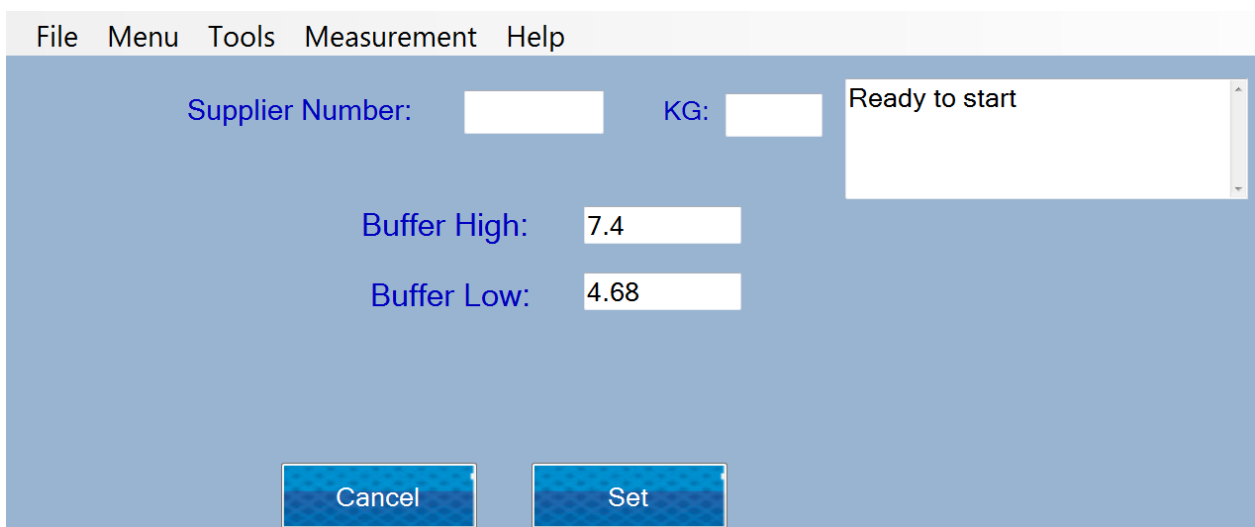 File Menu Tools Measurement Help
Supplier Number: KG: Ready to start
Buffer High: 7.4
Buffer Low: 4.68
Cancel Set